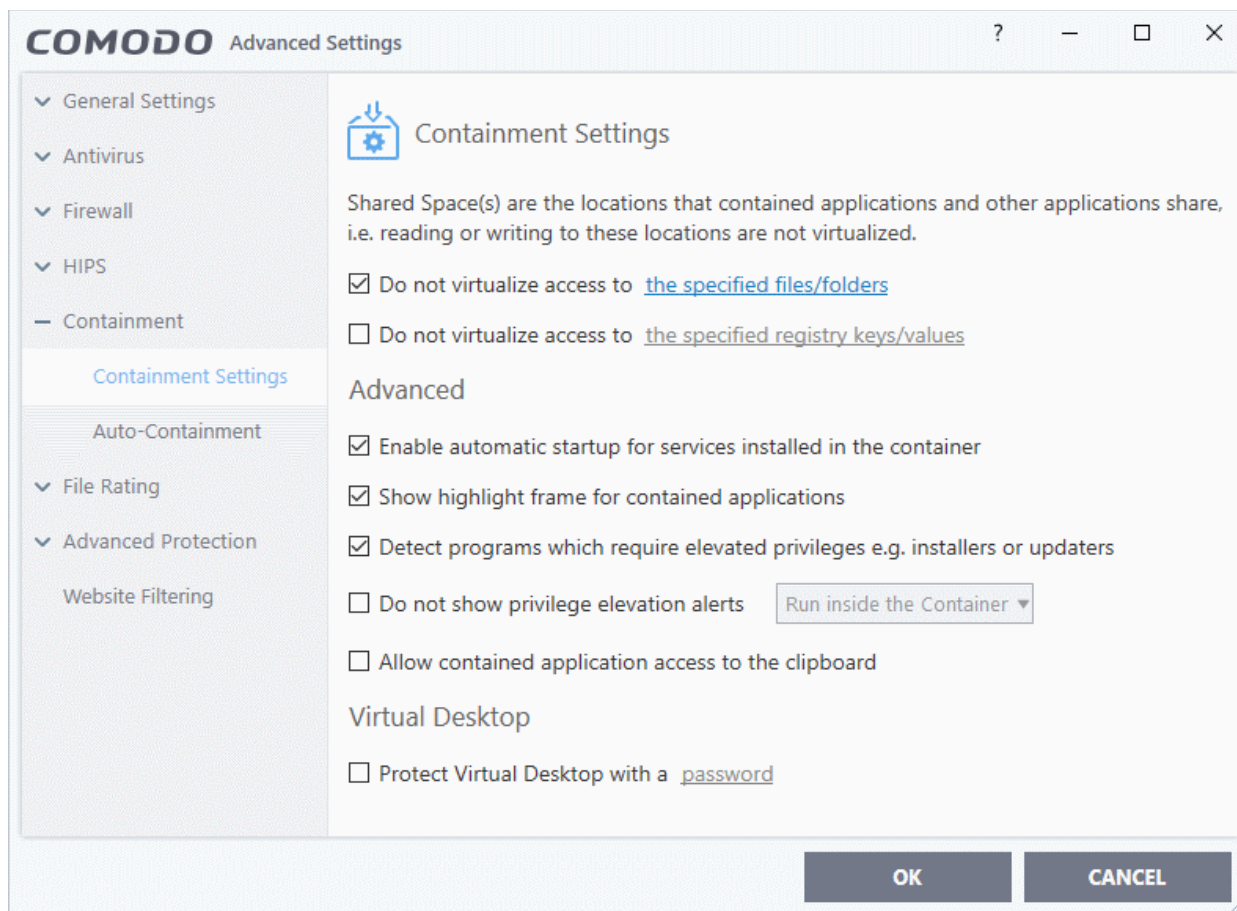 COMODO Advanced Settings
?
General Settings
Antivirus
Firewall
HIPS
Containment
Containment Settings
Auto-Containment
File Rating
Advanced Protection
Website Filtering
Containment Settings
Shared Space(s) are the locations that contained applications and other applications share,
i.e. reading or writing to these locations are not virtualized.
Do not virtualize access to the specified files/folders
Do not virtualize access to the specified registry keys/values
Advanced
Enable automatic startup for services installed in the container
Show highlight frame for contained applications
Detect programs which require elevated privileges e.g. installers or updaters
Do not show privilege elevation alerts Run inside the Container
Allow contained application access to the clipboard
Virtual Desktop
Protect Virtual Desktop with a password
OK CANCEL